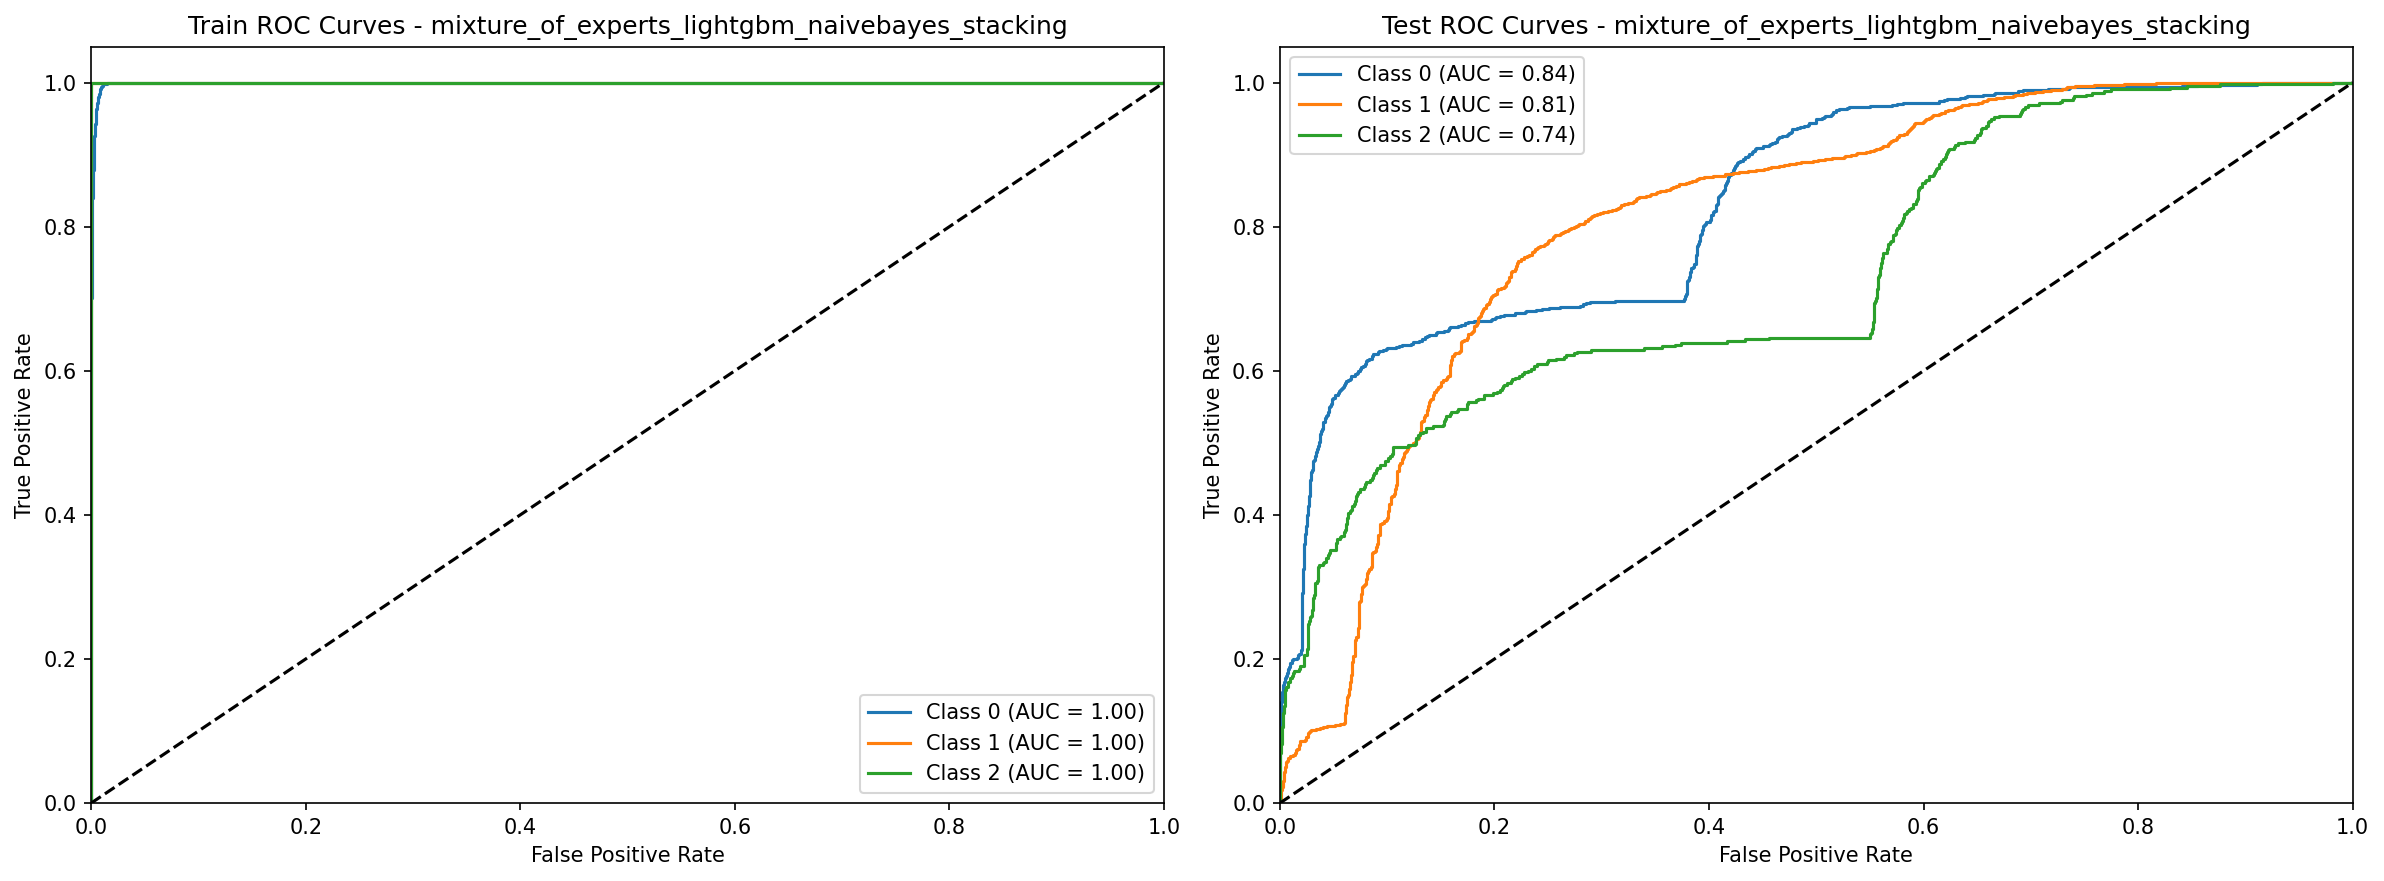 Train ROC Curves - mixture_of_experts_lightgbm_naivebayes_stacking
True Positive Rate
1.0
0.8
0.6
0.4
0.2
0.0
0.0 0.2 0.4 0.6 0.8 1.0
False Positive Rate
Class 0 (AUC = 1.00)
Class 1 (AUC = 1.00)
Class 2 (AUC = 1.00)
Test ROC Curves - mixture_of_experts_lightgbm_naivebayes_stacking
Class 0 (AUC = 0.84)
Class 1 (AUC = 0.81)
Class 2 (AUC = 0.74)
True Positive Rate
1.0
0.8
0.6
0.4
0.2
0.0
0.0 0.2 0.4 0.6 0.8 1.0
False Positive Rate